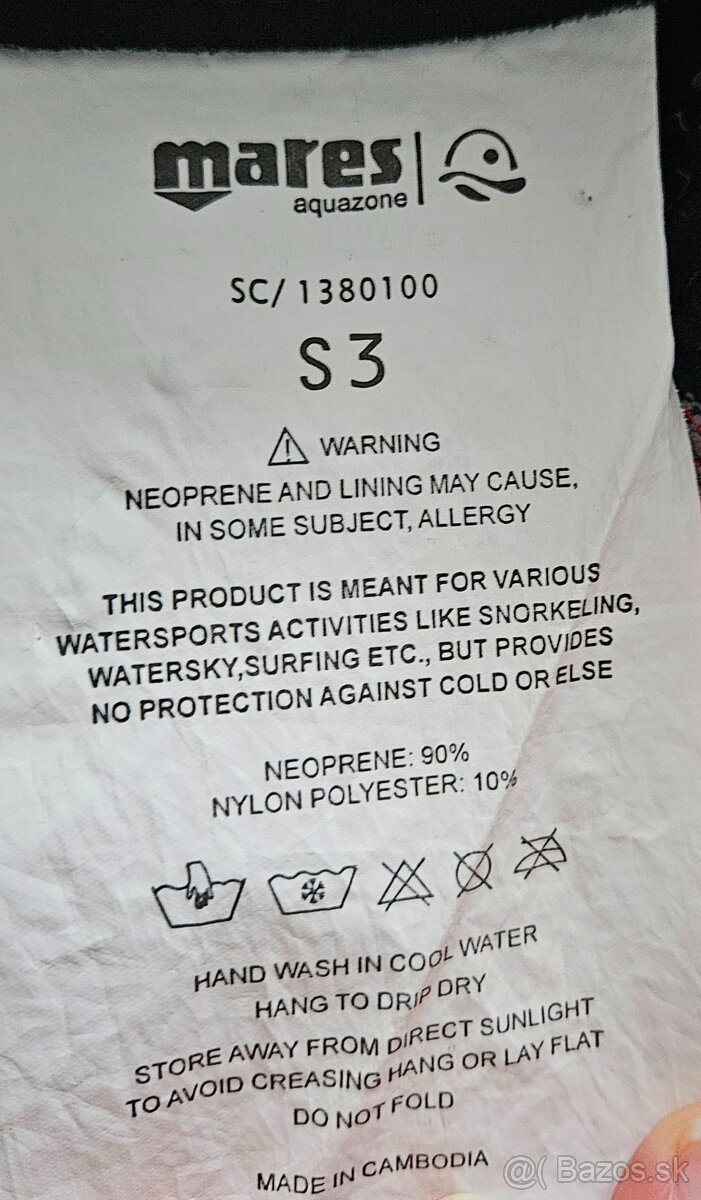 mares
aquazone
SC/ 1380100
S 3
WARNING
NEOPRENE AND LINING MAY CAUSE,
IN SOME SUBJECT, ALLERGY
THIS PRODUCT IS MEANT FOR VARIOUS
WATERSPORTS ACTIVITIES LIKE SNORKELING,
WATERSKY,SURFING ETC., BUT PROVIDES
NO PROTECTION AGAINST COLD OR ELSE
NEOPRENE: 90%
NYLON POLYESTER: 10%
HAND WASH IN COOL WATER
HANG TO DRIP DRY
STORE AWAY FROM DIRECT SUNLIGHT
TO AVOID CREASING HANG OR LAY FLAT
DO NOT FOLD
MADE IN CAMBODIA
@( Bazos.sk